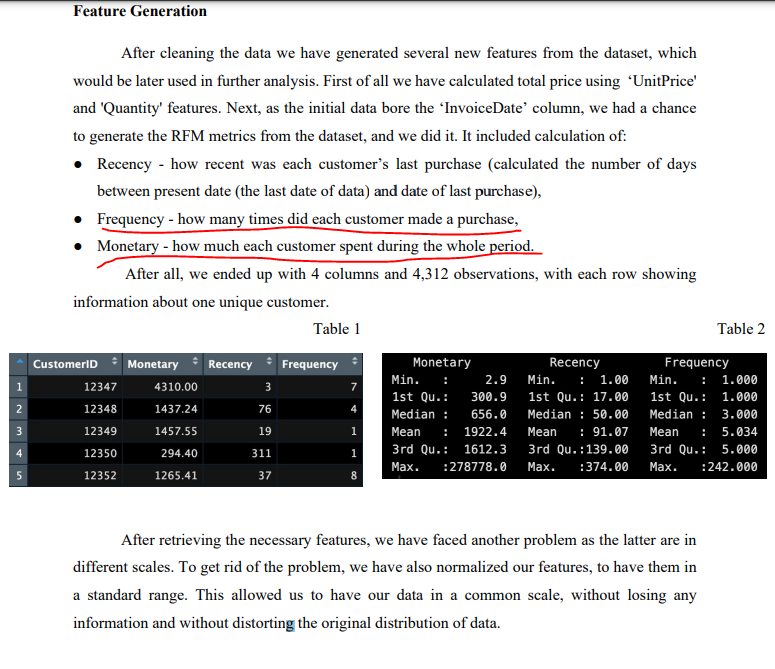 Feature Generation
After cleaning the data we have generated several new features from the dataset, which
would be later used in further analysis. First of all we have calculated total price using ‘UnitPrice'
and 'Quantity' features. Next, as the initial data bore the ‘InvoiceDate’ column, we had a chance
to generate the RFM metrics from the dataset, and we did it. It included calculation of:
● Recency - how recent was each customer’s last purchase (calculated the number of days
between present date (the last date of data) and date of last purchase),
● Frequency - how many times did each customer made a purchase,
● Monetary - how much each customer spent during the whole period.
After all, we ended up with 4 columns and 4,312 observations, with each row showing
information about one unique customer.
Table 1
CustomerID Monetary Recency Frequency
1 12347 4310.00 3 7
2 12348 1437.24 76 4
3 12349 1457.55 19 1
4 12350 294.40 311 1
5 12352 1265.41 37 8
Table 2
Monetary Recency Frequency
Min. : 2.9 Min. : 1.00 Min. : 1.000
1st Qu.: 300.9 1st Qu.: 17.00 1st Qu.: 1.000
Median : 656.0 Median : 50.00 Median : 3.000
Mean : 1922.4 Mean : 91.07 Mean : 5.034
3rd Qu.: 1612.3 3rd Qu.:139.00 3rd Qu.: 5.000
Max. :278778.0 Max. :374.00 Max. :242.000
After retrieving the necessary features, we have faced another problem as the latter are in
different scales. To get rid of the problem, we have also normalized our features, to have them in
a standard range. This allowed us to have our data in a common scale, without losing any
information and without distorting the original distribution of data.